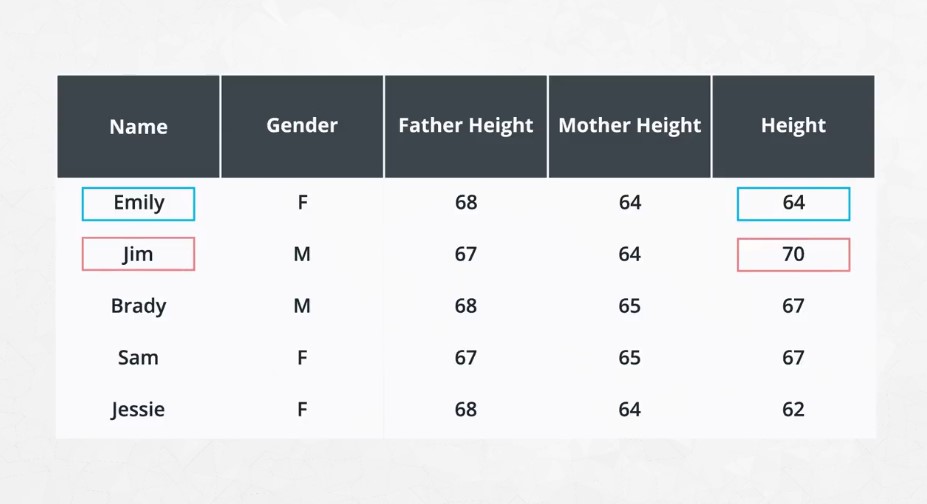 Name Gender Father Height Mother Height Height
Emily F 68 64 64
Jim M 67 64 70
Brady M 68 65 67
Sam F 67 65 67
Jessie F 68 64 62